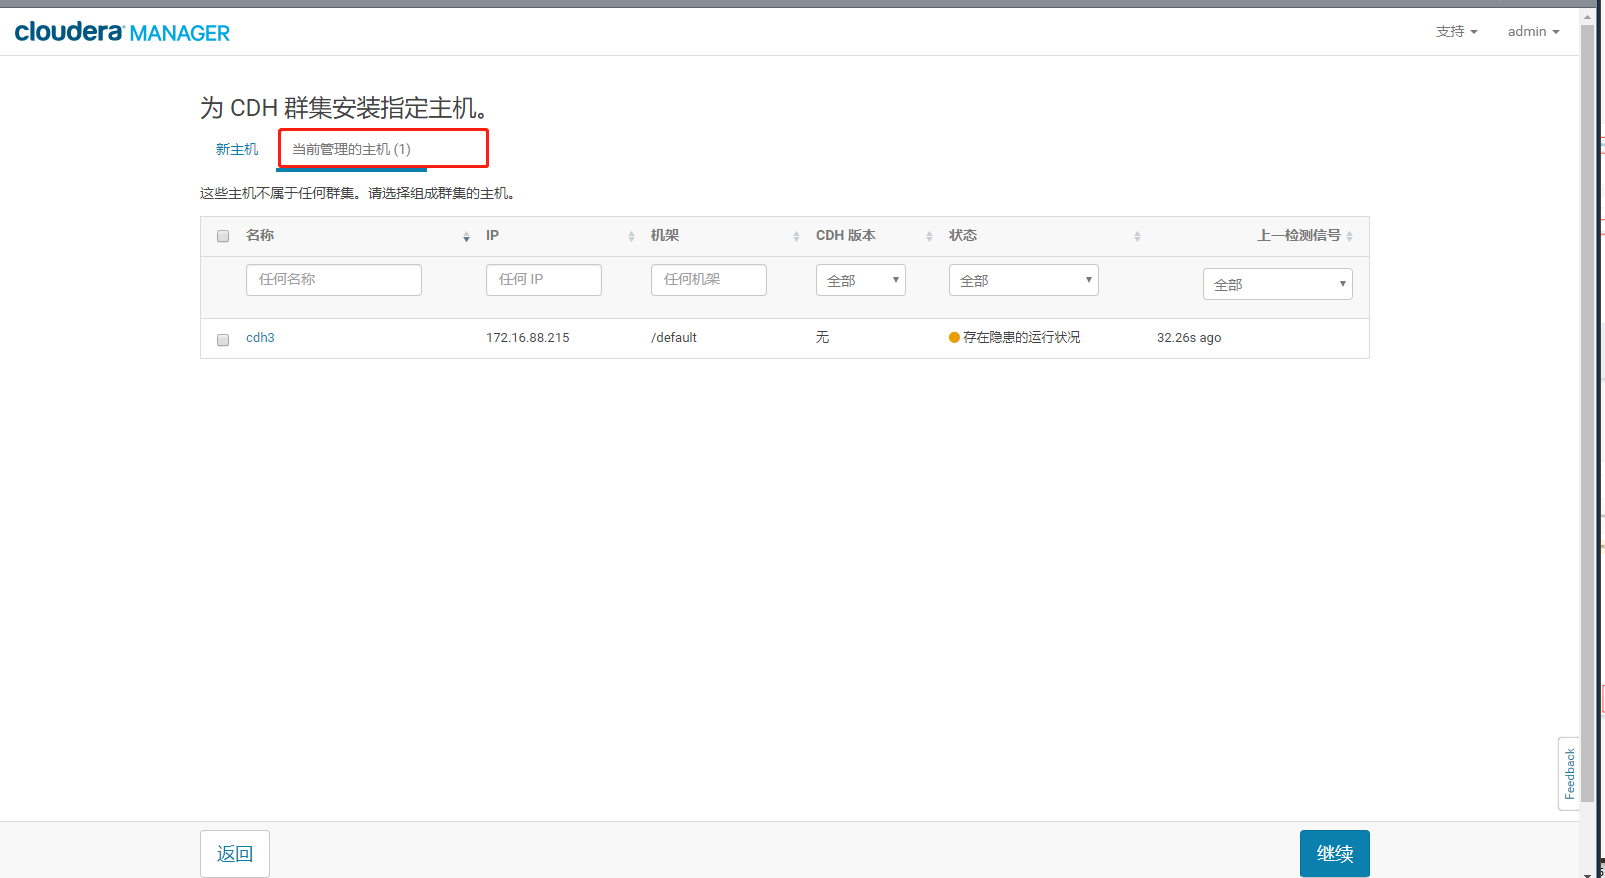 cloudera MANAGER
支持 admin
为 CDH 群集安装指定主机。
新主机 当前管理的主机 (1)
这些主机不属于任何群集。请选择组成群集的主机。
名称 IP 机架 CDH 版本 状态 上一检测信号
任何名称 任何 IP 任何机架 全部 全部 全部
cdh3 172.16.88.215 /default 无 存在隐患的运行状况 32.26s ago
Feedback
返回 继续